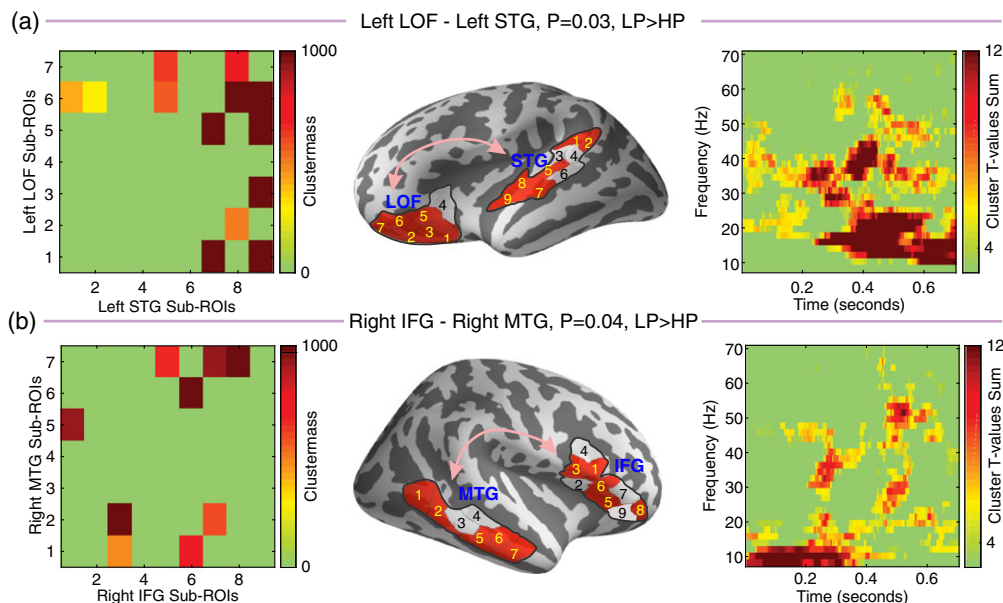 (a) Left LOF - Left STG, P=0.03, LP>HP
Left LOF Sub-ROIs
7
6
5
4
3
2
1
2 4 6 8
Left STG Sub-ROIs
1000
0
Clustermass
STG
1 2
3 4
5 6
8 7
9
LOF
4
6 5
7 2 3 1
Frequency (Hz)
70
60
50
40
30
20
10
0.2 0.4 0.6
Time (seconds)
12
8
4
Cluster T-values Sum
(b) Right IFG - Right MTG, P=0.04, LP>HP
Right MTG Sub-ROIs
7
6
5
4
3
2
1
2 4 6 8
Right IFG Sub-ROIs
1000
0
Clustermass
MTG
1
2 3 4
5 6
7
IFG
4
3 1
2 6 7
5 9 8
Frequency (Hz)
70
60
50
40
30
20
10
0.2 0.4 0.6
Time (seconds)
12
8
4
Cluster T-values Sum